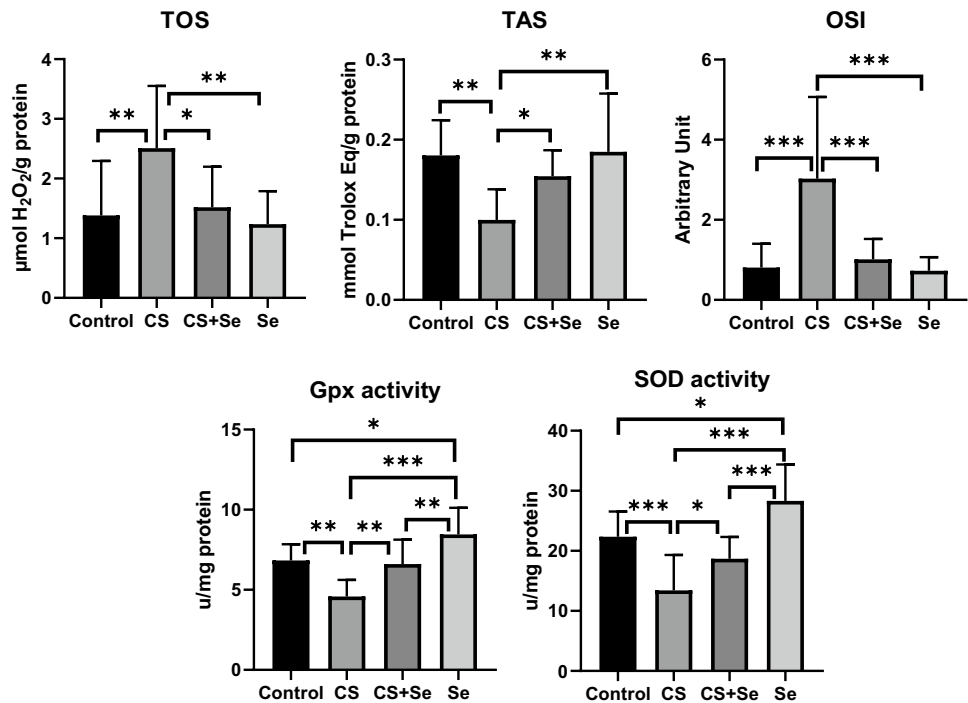 TOS
μmol H₂O₂/g protein
4
3
2
1
0
**
**
*
Control CS CS+Se Se
TAS
mmol Trolox Eq/g protein
0.3
0.2
0.1
0.0
**
**
*
Control CS CS+Se Se
OSI
Arbitrary Unit
6
4
2
0
***
***
***
Control CS CS+Se Se
Gpx activity
u/mg protein
15
10
5
0
*
***
**
**
**
Control CS CS+Se Se
SOD activity
u/mg protein
40
30
20
10
0
*
***
***
***
*
Control CS CS+Se Se